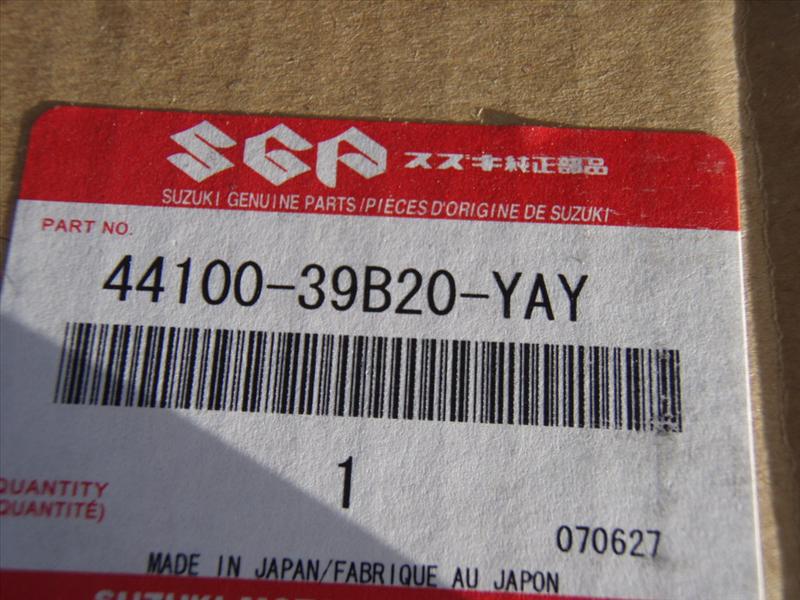 SGP スズキ純正部品
SUZUKI GENUINE PARTS/PIÈCES D'ORIGINE DE SUZUKI
PART NO.
44100-39B20-YAY
1
QUANTITY
QUANTITÉ)
070627
MADE IN JAPAN/FABRIQUE AU JAPON
SUZUKI